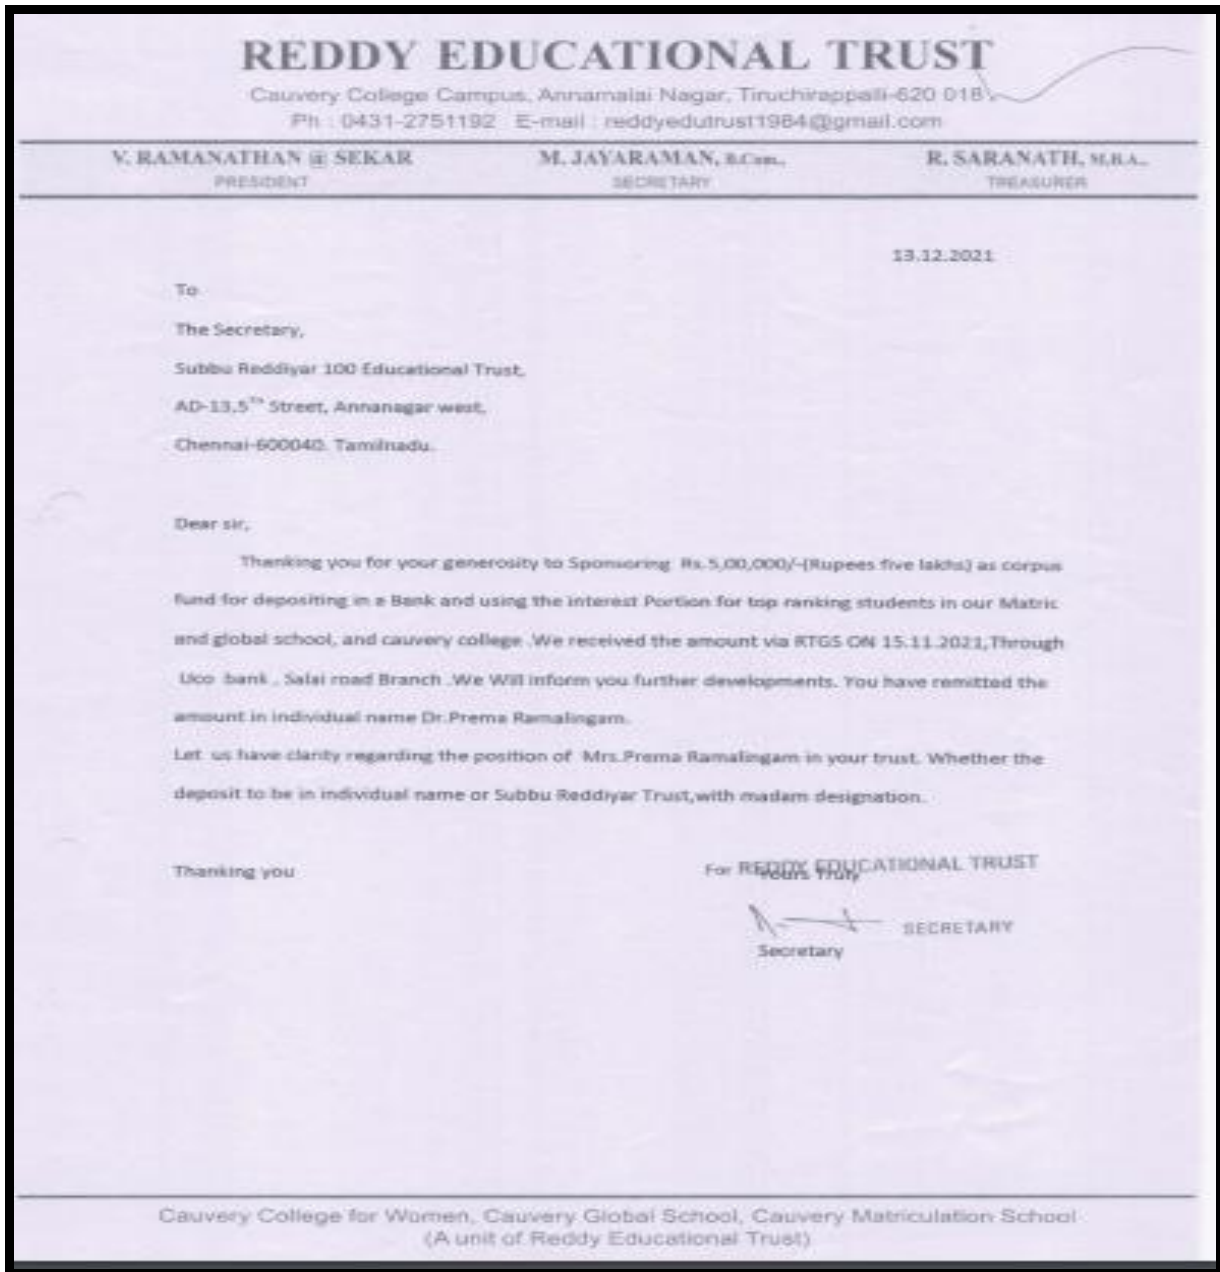 REDDY EDUCATIONAL TRUST
Cauvery College Campus, Annamalai Nagar, Tiruchirappalli-620 018
Ph : 0431-2751192 E-mail : reddyedutrust1984@gmail.com
V. RAMANATHAN @ SEKAR M. JAYARAMAN, B.Com., R. SARANATH, M.B.A.,
PRESIDENT SECRETARY TREASURER
13.12.2021
To
The Secretary,
Subbu Reddiyar 100 Educational Trust,
AD-13,5Th Street, Annanagar west,
Chennai-600040. Tamilnadu.
Dear sir,
Thanking you for your generosity to Sponsoring Rs.5,00,000/-(Rupees five lakhs) as corpus
fund for depositing in a Bank and using the interest Portion for top ranking students in our Matric
and global school, and cauvery college .We received the amount via RTGS ON 15.11.2021,Through
Uco bank , Salai road Branch .We Will inform you further developments. You have remitted the
amount in individual name Dr.Prema Ramalingam.
Let us have clarity regarding the position of Mrs.Prema Ramalingam in your trust. Whether the
deposit to be in individual name or Subbu Reddiyar Trust,with madam designation.
Thanking you For REDDY EDUCATIONAL TRUST
Yours Truly
SECRETARY
Secretary
Cauvery College for Women, Cauvery Global School, Cauvery Matriculation School
(A unit of Reddy Educational Trust)